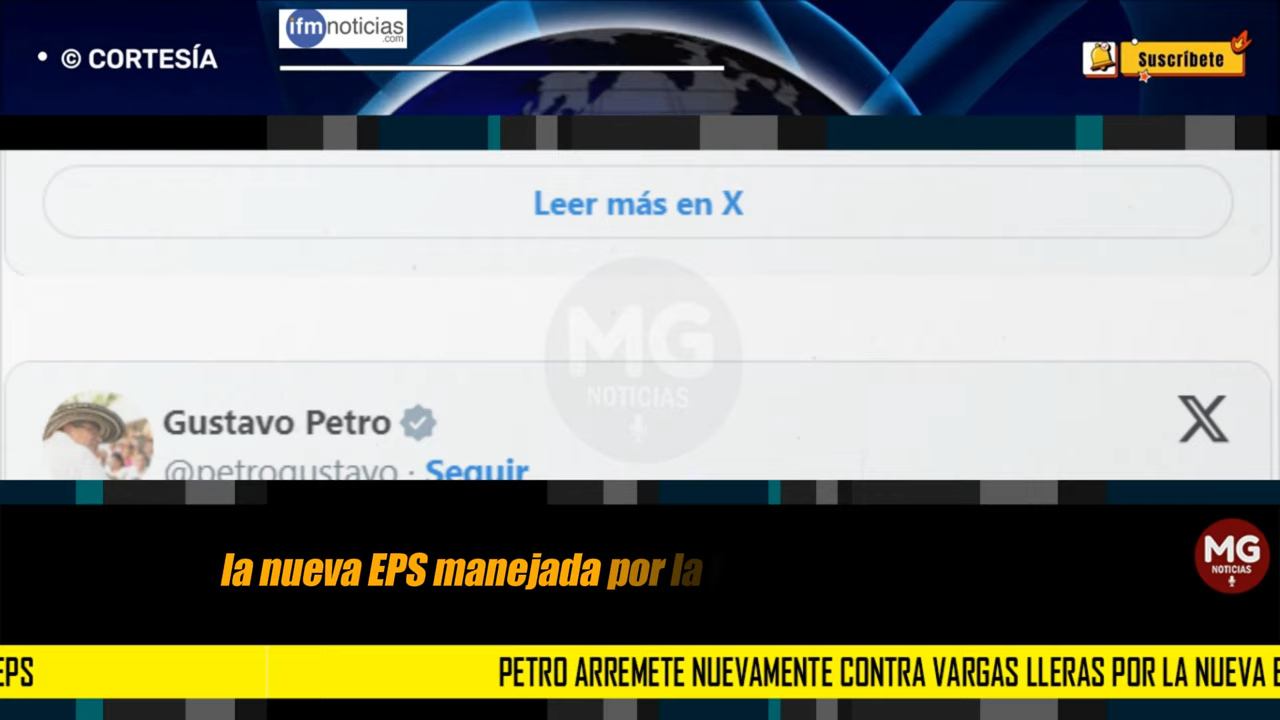 • © CORTESÍA
ifmnoticias
.com
Suscríbete
Leer más en X
MG
NOTICIAS
Gustavo Petro
@petrogustavo · Seguir
la nueva EPS manejada por la
MG
NOTICIAS
EPS
PETRO ARREMETE NUEVAMENTE CONTRA VARGAS LLERAS POR LA NUEVA E